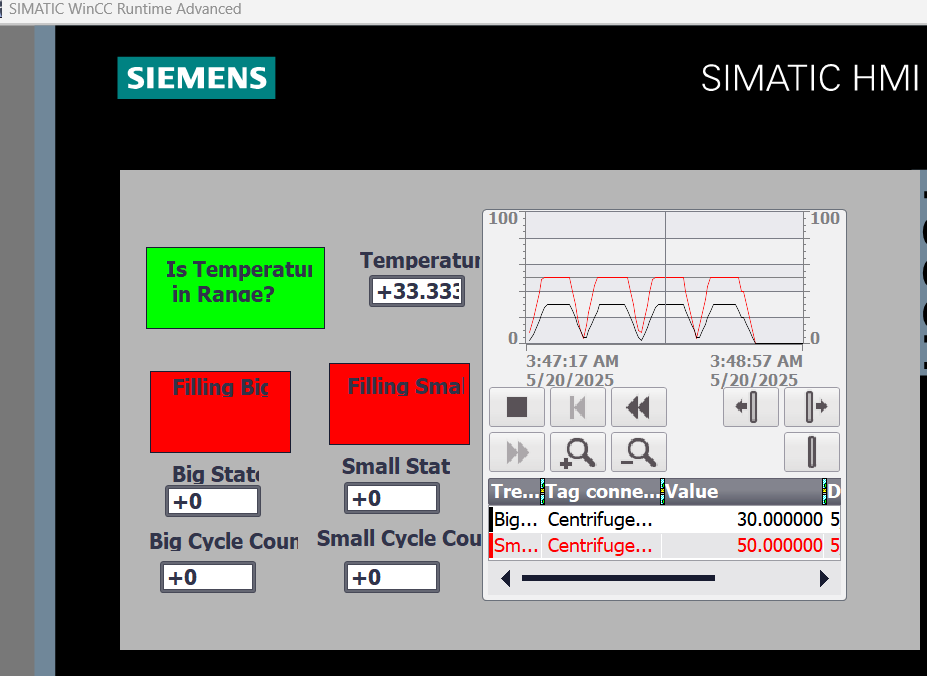 SIMATIC WinCC Runtime Advanced
SIEMENS
SIMATIC HMI
Is Temperatur
in Range?
Temperatur
+33.333
Filling Big
Filling Smal
Big State
+0
Small Stat
+0
Big Cycle Coun
+0
Small Cycle Cou
+0
100
100
0
0
3:47:17 AM
5/20/2025
3:48:57 AM
5/20/2025
Tre... Tag conne... Value D
Big... Centrifuge... 30.000000 5
Sm... Centrifuge... 50.000000 5